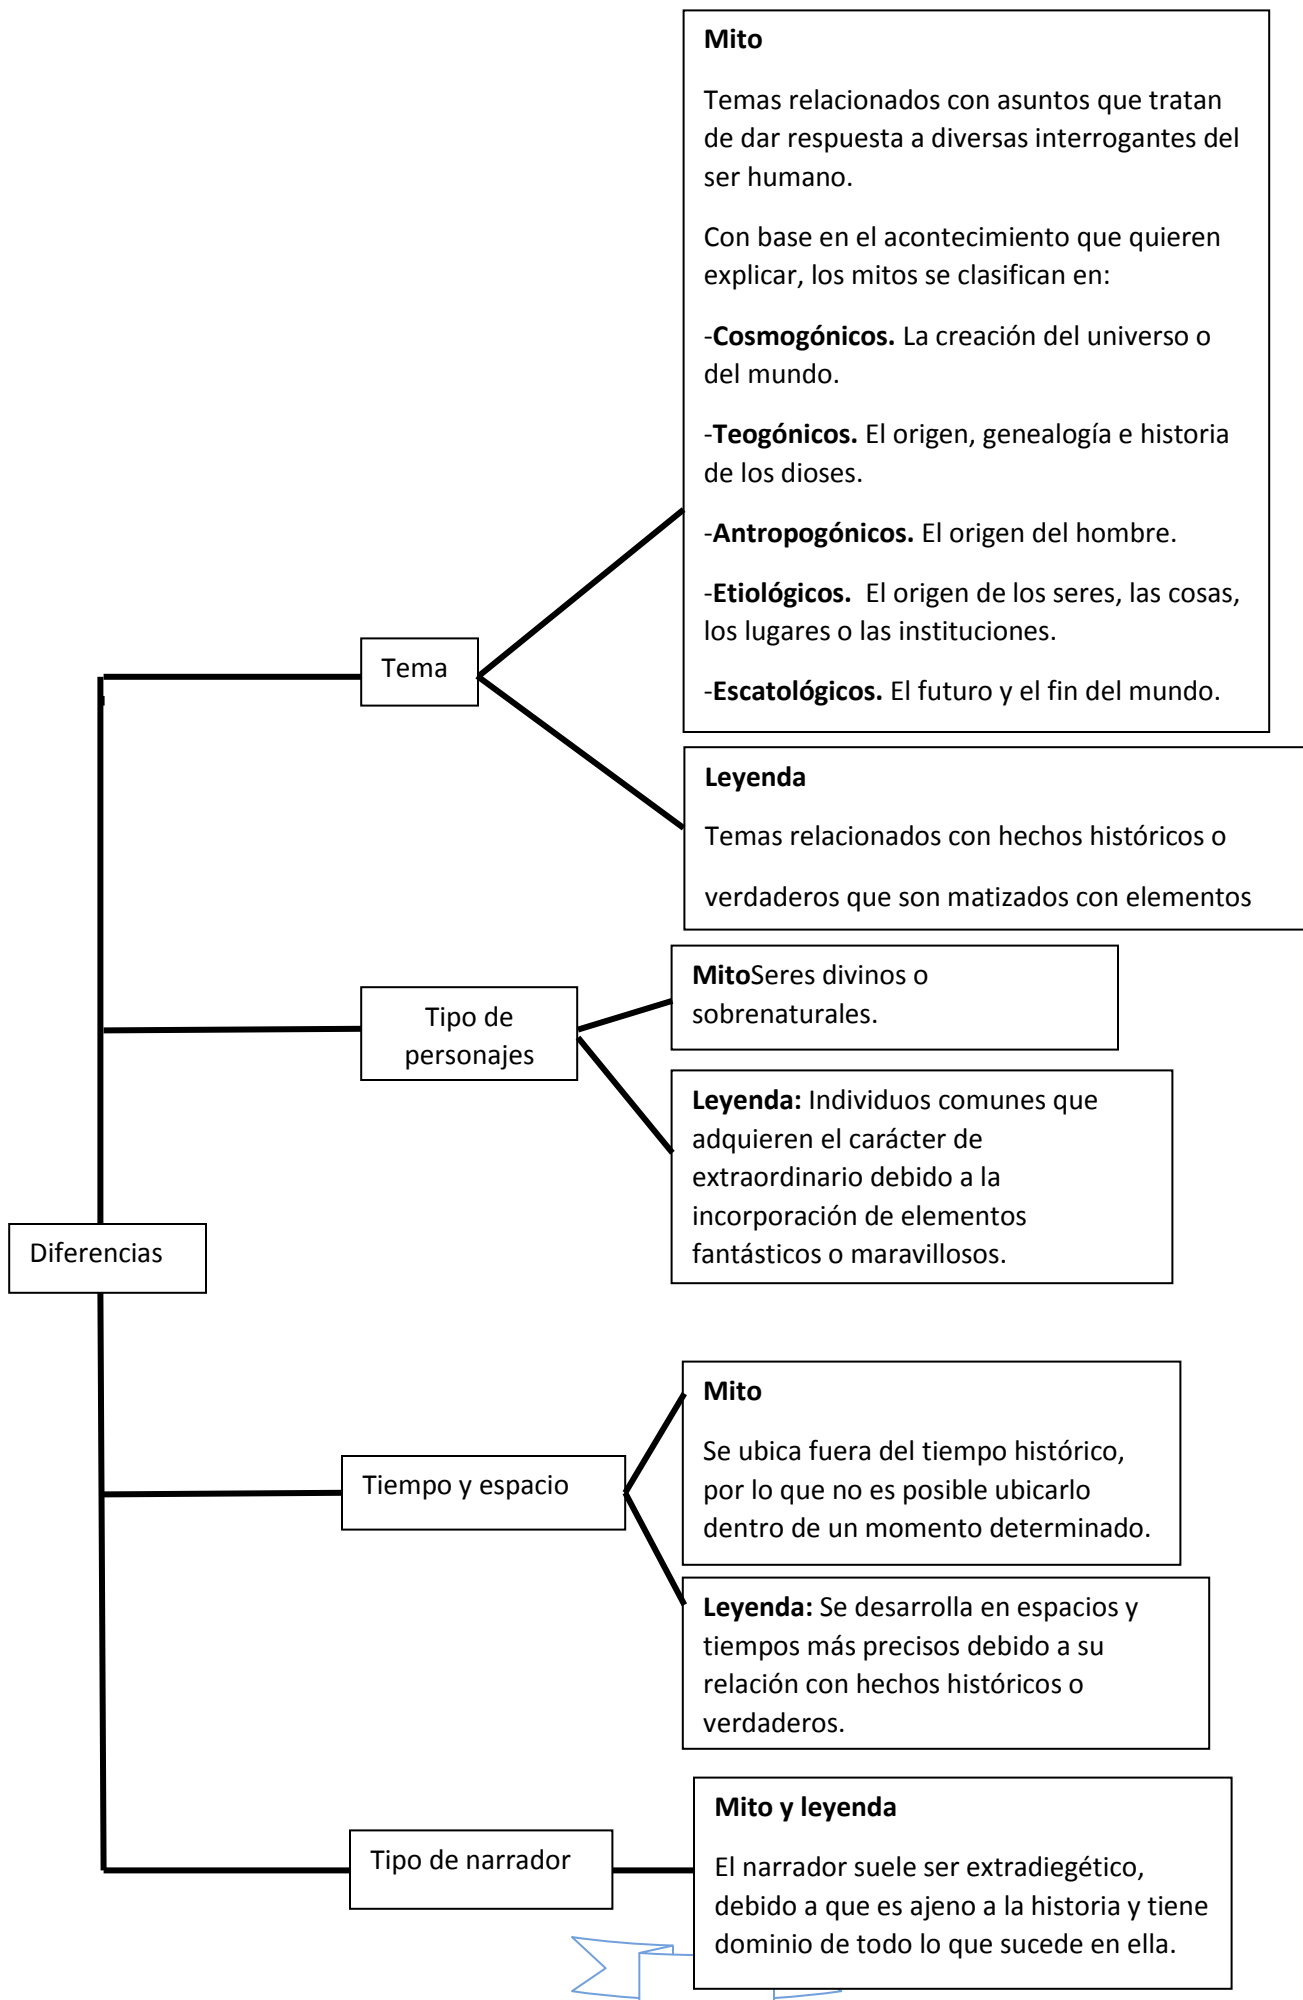 Mito
Temas relacionados con asuntos que tratan
de dar respuesta a diversas interrogantes del
ser humano.
Con base en el acontecimiento que quieren
explicar, los mitos se clasifican en:
-Cosmogónicos. La creación del universo o
del mundo.
-Teogónicos. El origen, genealogía e historia
de los dioses.
-Antropogónicos. El origen del hombre.
-Etiológicos.  El origen de los seres, las cosas,
los lugares o las instituciones.
-Escatológicos. El futuro y el fin del mundo.
Tema
Leyenda
Temas relacionados con hechos históricos o
verdaderos que son matizados con elementos
MitoSeres divinos o
sobrenaturales.
Tipo de
personajes
Leyenda: Individuos comunes que
adquieren el carácter de
extraordinario debido a la
incorporación de elementos
fantásticos o maravillosos.
Diferencias
Mito
Se ubica fuera del tiempo histórico,
por lo que no es posible ubicarlo
dentro de un momento determinado.
Tiempo y espacio
Leyenda: Se desarrolla en espacios y
tiempos más precisos debido a su
relación con hechos históricos o
verdaderos.
Mito y leyenda
El narrador suele ser extradiegético,
debido a que es ajeno a la historia y tiene
dominio de todo lo que sucede en ella.
Tipo de narrador